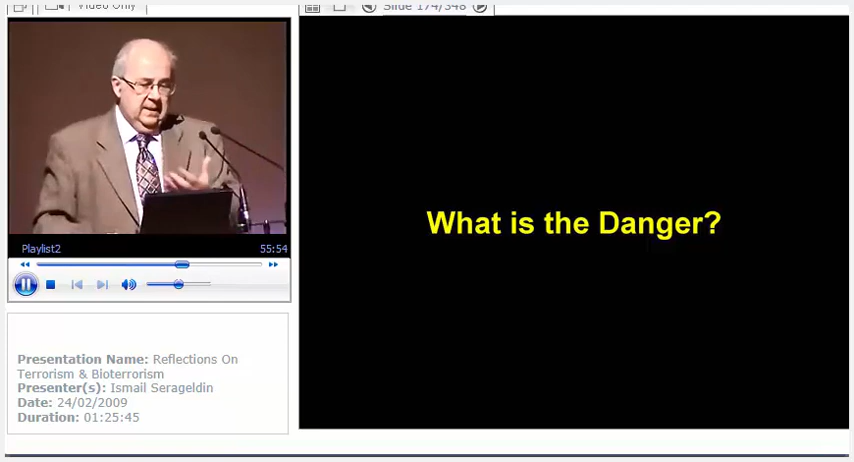 Video Only
Slide 174/348
What is the Danger?
Playlist2 55:54
Presentation Name: Reflections On
Terrorism & Bioterrorism
Presenter(s): Ismail Serageldin
Date: 24/02/2009
Duration: 01:25:45